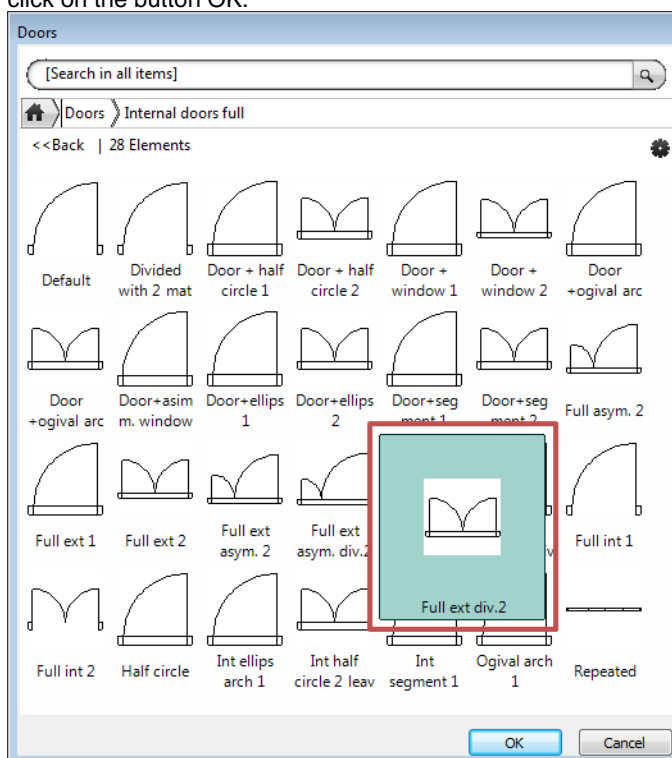 click on the button OK.
Doors
[Search in all items]
Doors Internal doors full
<<Back | 28 Elements
Default
Divided
with 2 mat
Door + half
circle 1
Door + half
circle 2
Door +
window 1
Door +
window 2
Door
+ogival arc
Door
+ogival arc
Door+asim
m. window
Door+ellips
1
Door+ellips
2
Door+seg
ment 1
Door+seg
ment 2
Full asym. 2
Full ext 1
Full ext 2
Full ext
asym. 2
Full ext
asym. div.2
Full ext div.2
Full int 1
Full int 2
Half circle
Int ellips
arch 1
Int half
circle 2 leav
Int
segment 1
Ogival arch
1
Repeated
OK
Cancel